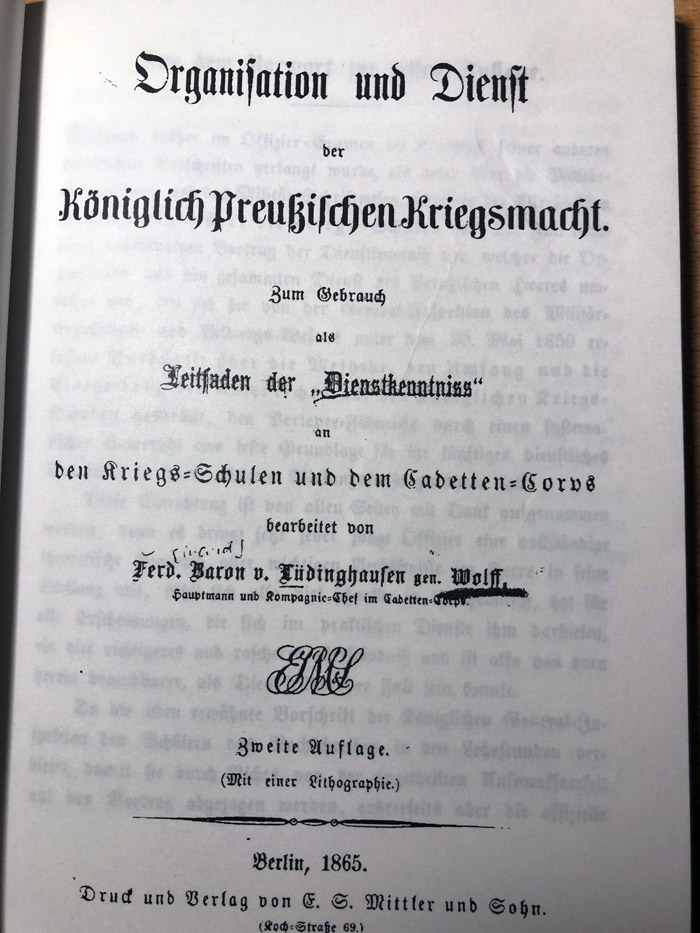 Organisation und Dienst
der
Königlich Preußischen Kriegsmacht.
Zum Gebrauch
als
Leitfaden der „Dienstkenntniss“
an
den Kriegs-Schulen und dem Cadetten-Corps
bearbeitet von
Ferd. Baron v. Lüdinghausen gen. Wolff,
Hauptmann und Kompagnie-Chef im Cadetten-Corps.
Zweite Auflage.
(Mit einer Lithographie.)
Berlin, 1865.
Druck und Verlag von E. S. Mittler und Sohn.
(Koch-Straße 69.)